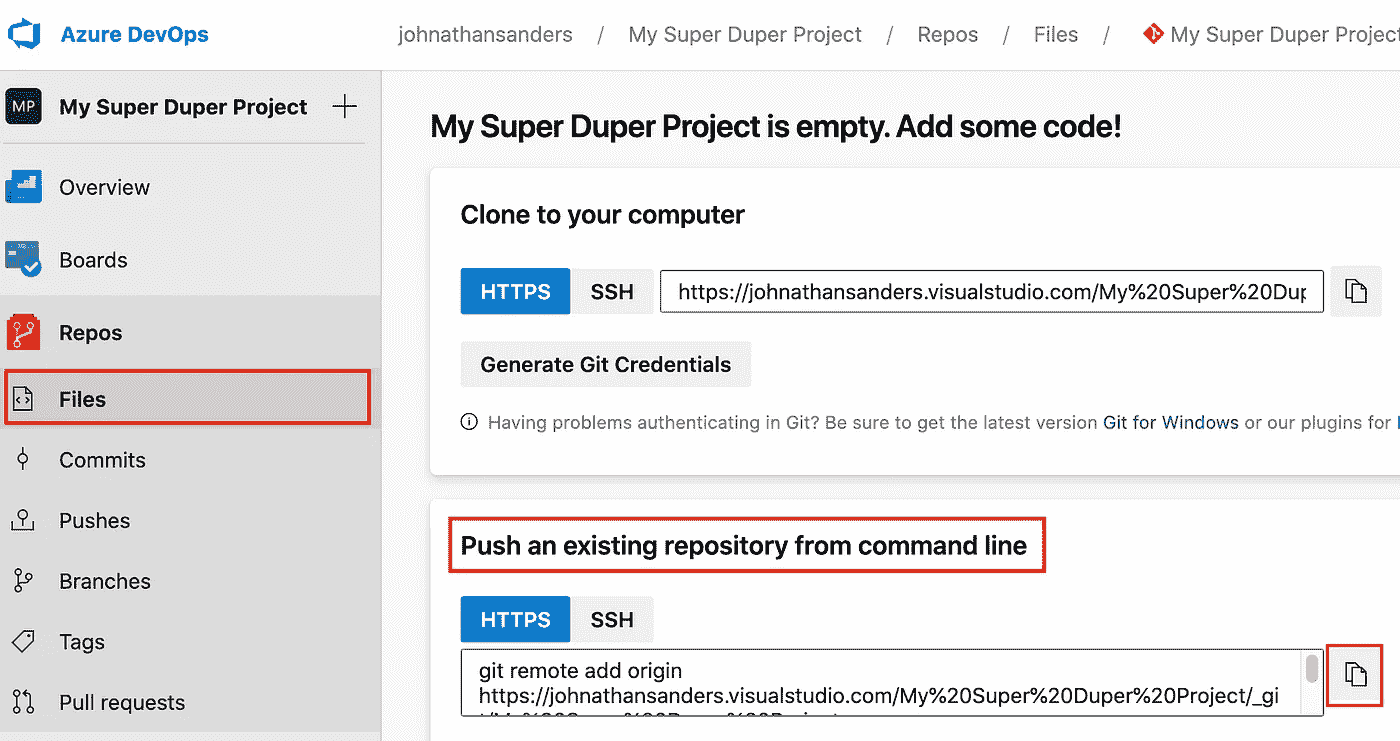 Azure DevOps
johnathansanders / My Super Duper Project / Repos / Files / My Super Duper Project
MP My Super Duper Project
Overview
Boards
Repos
Files
Commits
Pushes
Branches
Tags
Pull requests
My Super Duper Project is empty. Add some code!
Clone to your computer
HTTPS SSH https://johnathansanders.visualstudio.com/My%20Super%20Dup
Generate Git Credentials
Having problems authenticating in Git? Be sure to get the latest version Git for Windows or our plugins for
Push an existing repository from command line
HTTPS SSH
git remote add origin
https://johnathansanders.visualstudio.com/My%20Super%20Duper%20Project/_gi